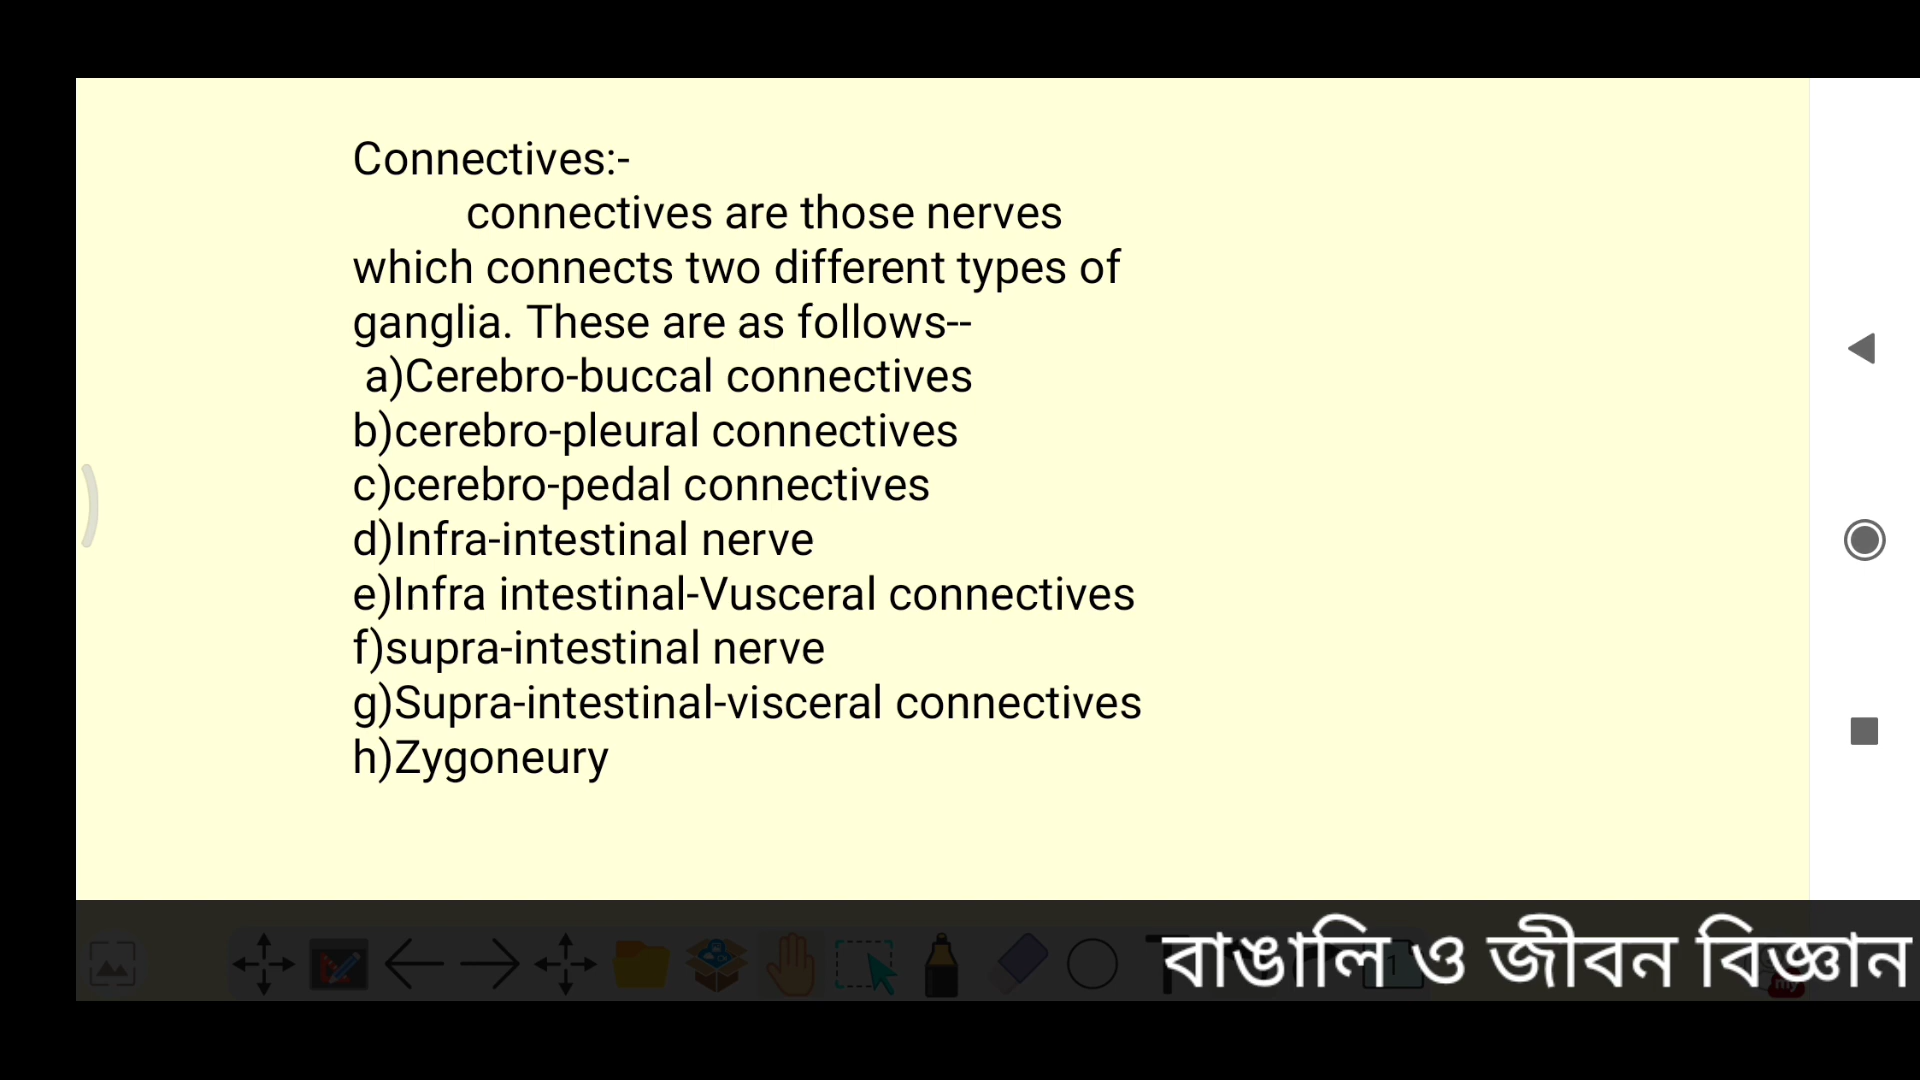 Connectives:-
connectives are those nerves
which connects two different types of
ganglia. These are as follows--
a)Cerebro-buccal connectives
b)cerebro-pleural connectives
c)cerebro-pedal connectives
d)Infra-intestinal nerve
e)Infra intestinal-Vusceral connectives
f)supra-intestinal nerve
g)Supra-intestinal-visceral connectives
h)Zygoneury
বাঙালি ও জীবন বিজ্ঞান